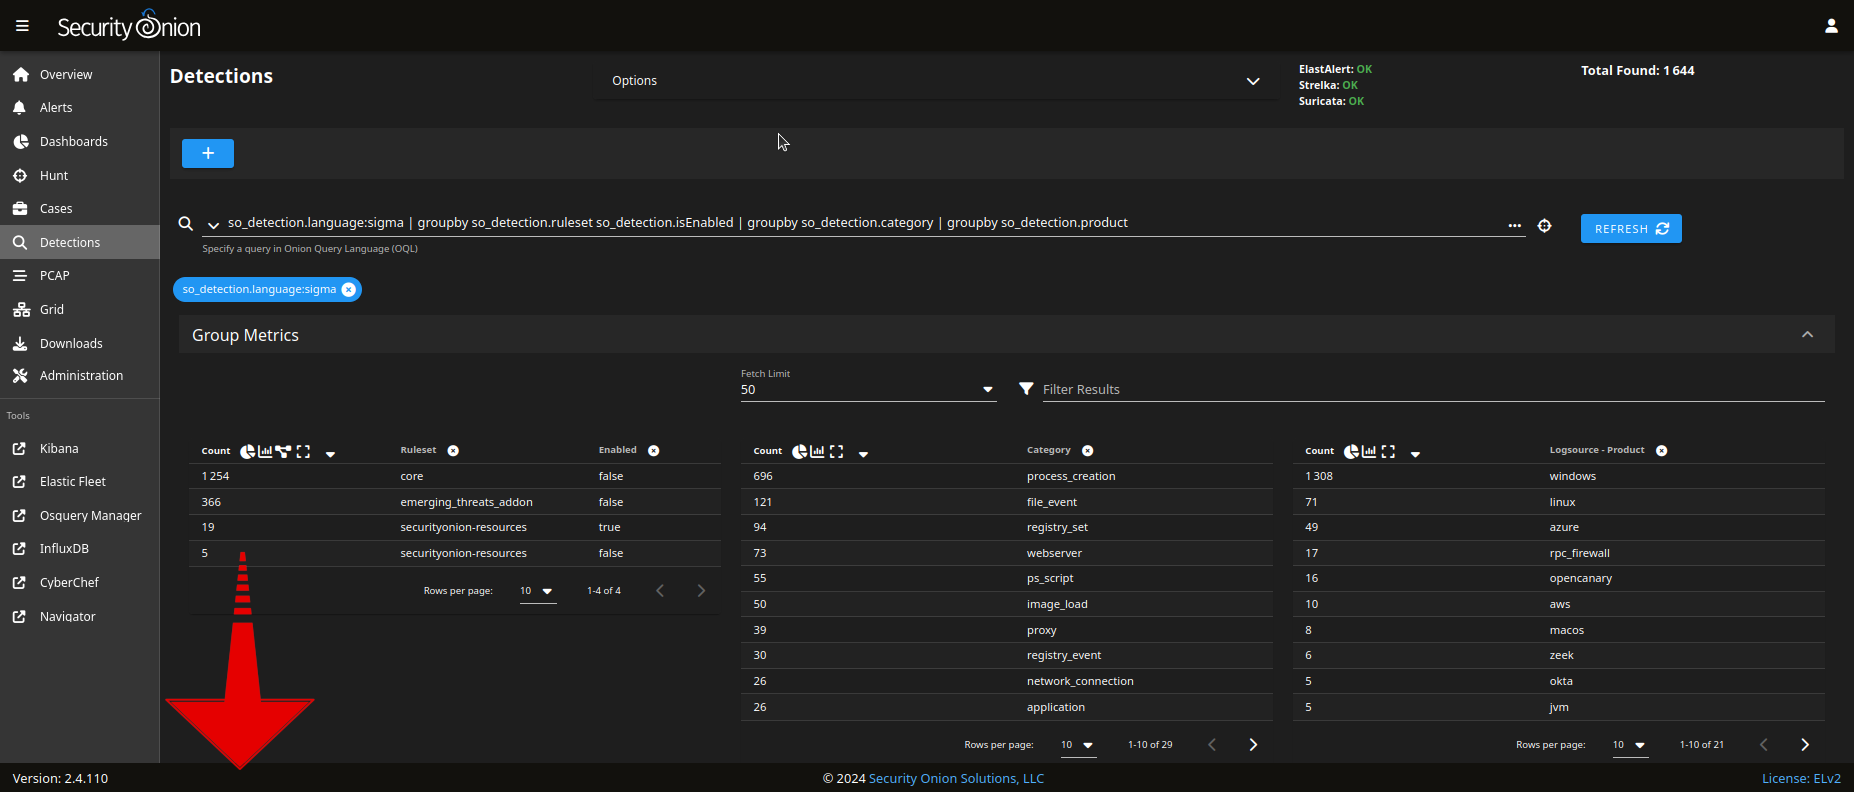 Security Onion
Overview
Alerts
Dashboards
Hunt
Cases
Detections
PCAP
Grid
Downloads
Administration
Tools
Kibana
Elastic Fleet
Osquery Manager
InfluxDB
CyberChef
Navigator
Detections
Options
ElastAlert: OK
Strelka: OK
Suricata: OK
Total Found: 1 644
+
so_detection.language:sigma | groupby so_detection.ruleset so_detection.isEnabled | groupby so_detection.category | groupby so_detection.product
REFRESH
Specify a query in Onion Query Language (OQL)
so_detection.language:sigma
Group Metrics
Fetch Limit
50
Filter Results
Count Ruleset Enabled
1 254 core false
366 emerging_threats_addon false
19 securityonion-resources true
5 securityonion-resources false
Rows per page: 10 1-4 of 4
Count Category
696 process_creation
121 file_event
94 registry_set
73 webserver
55 ps_script
50 image_load
39 proxy
30 registry_event
26 network_connection
26 application
Rows per page: 10 1-10 of 29
Count Logsource - Product
1 308 windows
71 linux
49 azure
17 rpc_firewall
16 opencanary
10 aws
8 macos
6 zeek
5 okta
5 jvm
Rows per page: 10 1-10 of 21
Version: 2.4.110
© 2024 Security Onion Solutions, LLC
License: ELv2